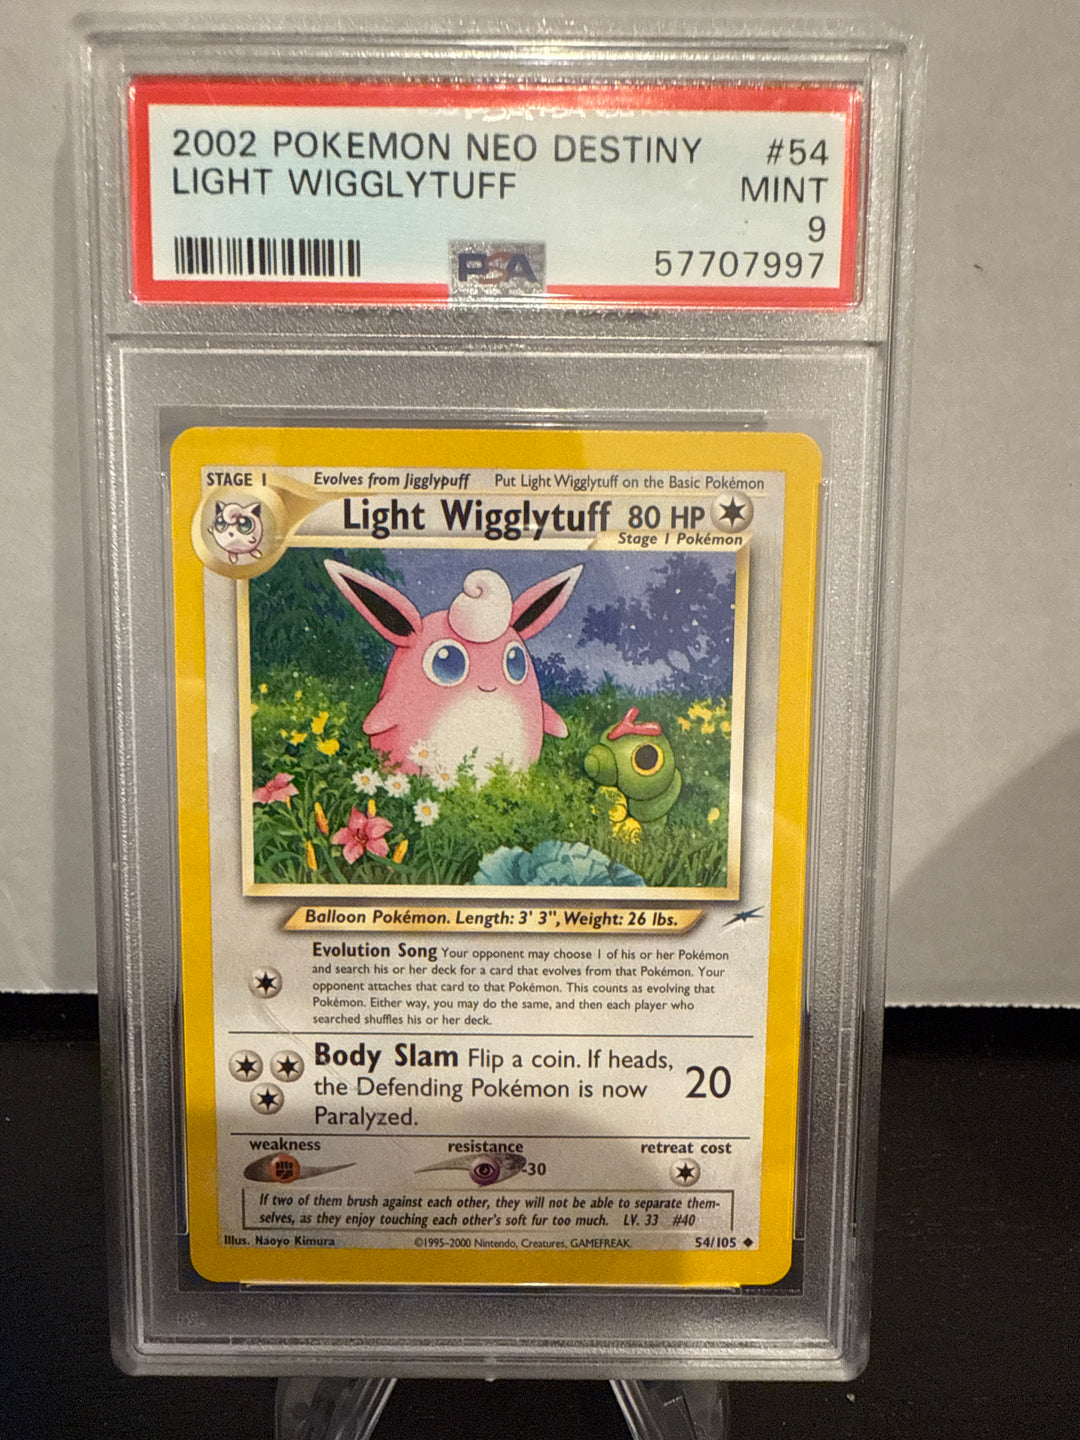 2002 POKEMON NEO DESTINY #54
LIGHT WIGGLYTUFF MINT
9
PSA 57707997
STAGE 1 Evolves from Jigglypuff Put Light Wigglytuff on the Basic Pokémon
Light Wigglytuff 80 HP
Stage 1 Pokémon
Balloon Pokémon. Length: 3' 3", Weight: 26 lbs.
Evolution Song Your opponent may choose 1 of his or her Pokémon
and search his or her deck for a card that evolves from that Pokémon. Your
opponent attaches that card to that Pokémon. This counts as evolving that
Pokémon. Either way, you may do the same, and then each player who
searched shuffles his or her deck.
Body Slam Flip a coin. If heads,
the Defending Pokémon is now
Paralyzed.
20
weakness resistance retreat cost
-30
If two of them brush against each other, they will not be able to separate them-
selves, as they enjoy touching each other's soft fur too much. LV. 33 #40
Illus. Naoyo Kimura ©1995-2000 Nintendo, Creatures, GAMEFREAK. 54/105